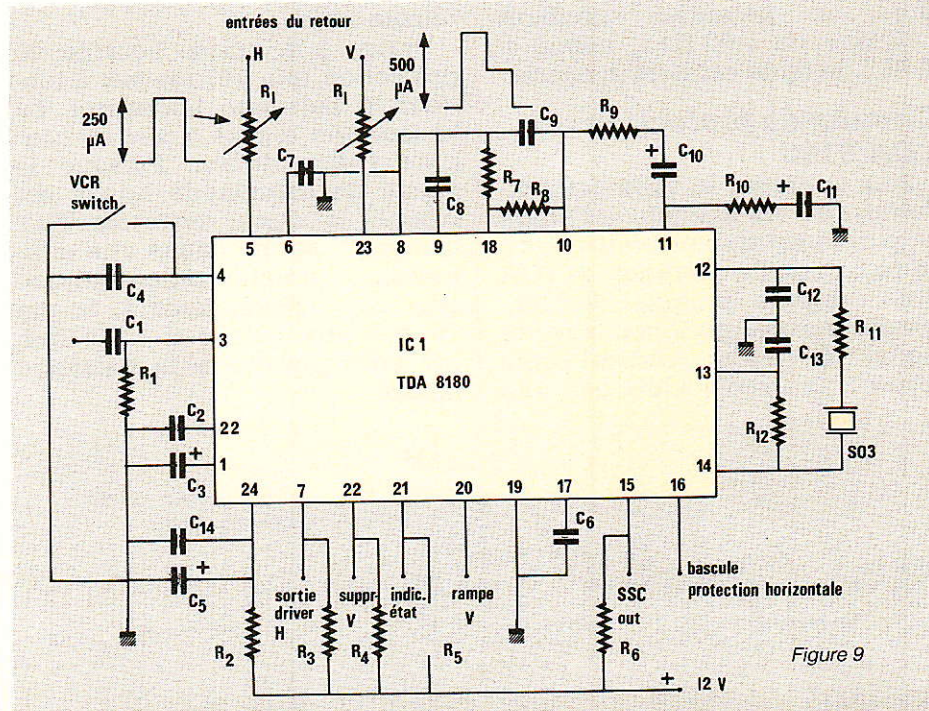 entrées du retour
H
V
500
µA
250
µA
R1
R1
C9
R9
C10
C7
VCR
switch
C8
R7
R8
R10
C11
5
6
23
8
9
18
10
11
4
C4
12
C12
R11
C1
3
R1
IC 1
TDA 8180
C13
13
C2
22
R12
S03
C3
1
14
24
7
22
21
20
19
17
15
16
C14
C6
C5
bascule
protection horizontale
sortie
driver
H
suppr-
V
indic.
état
rampe
V
SSC
out
R2
R3
R4
R5
R6
Figure 9
12 V